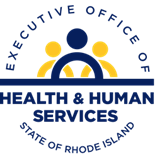 EXECUTIVE OFFICE OF
HEALTH & HUMAN
SERVICES
STATE OF RHODE ISLAND